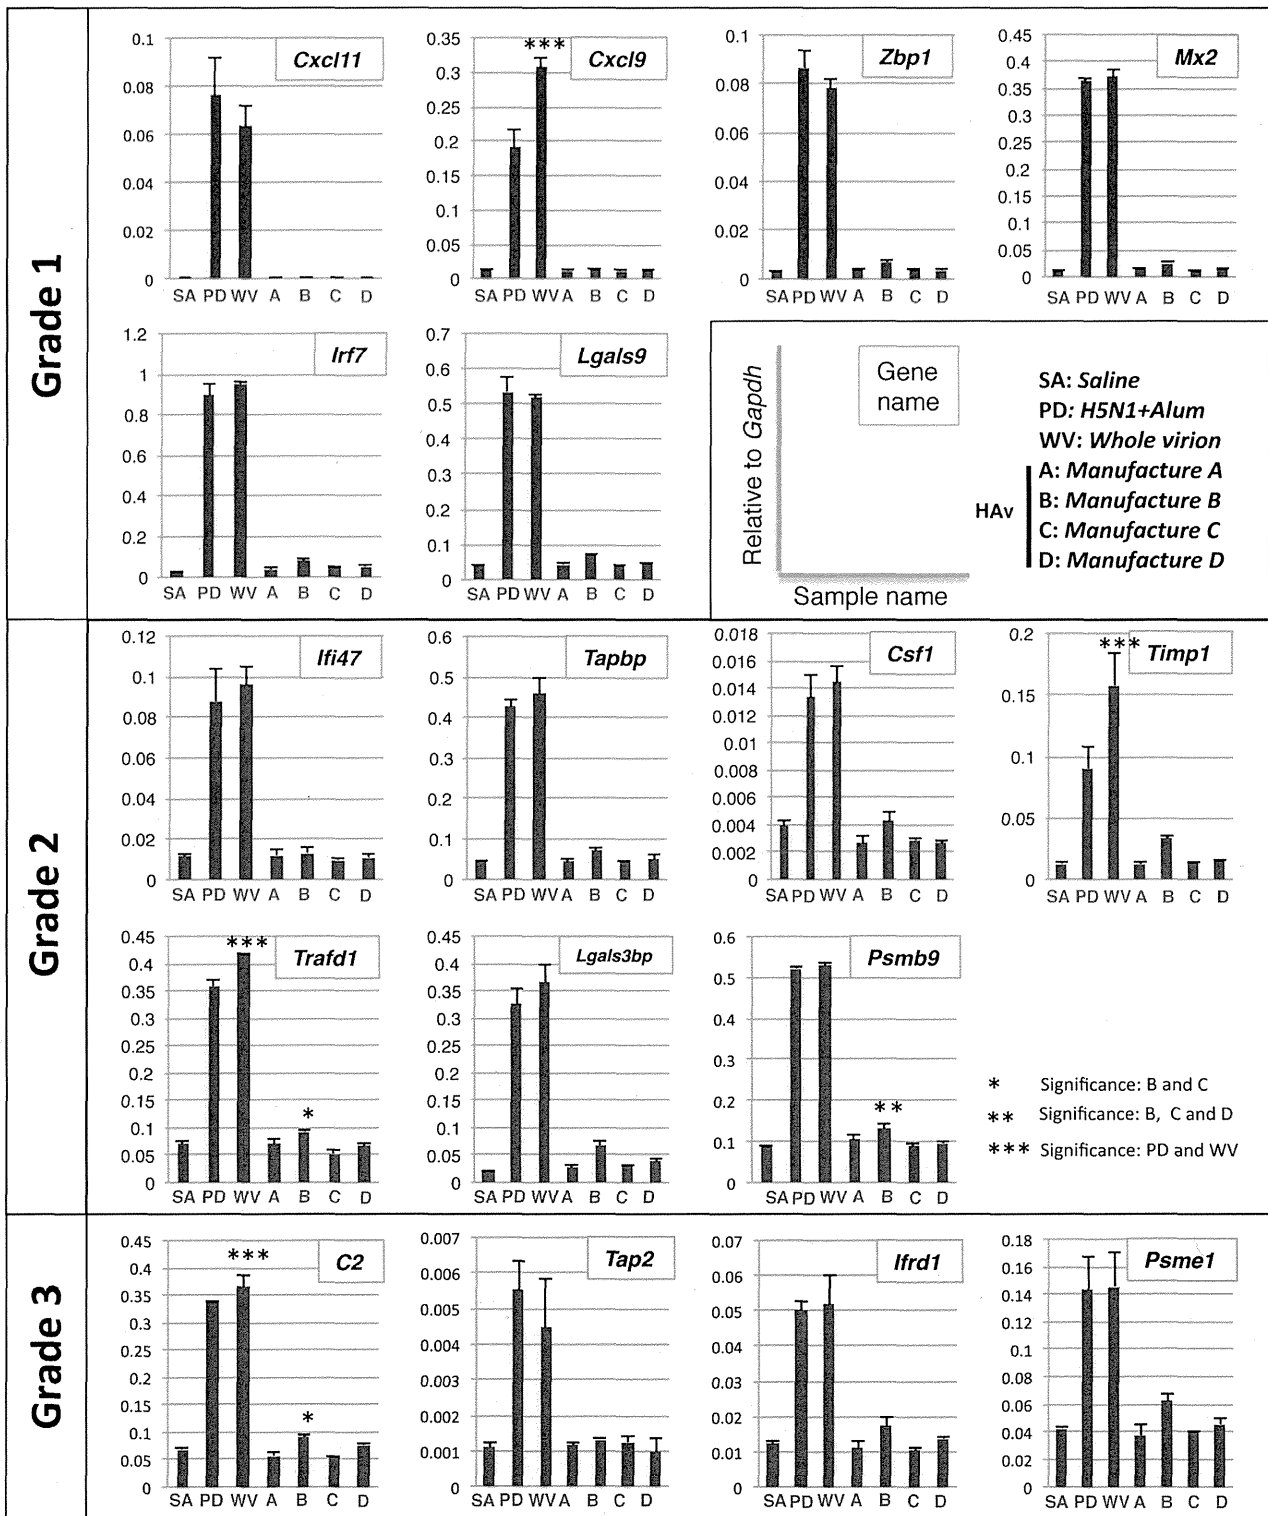 Grade 1
Cxcl11
0.1
0.08
0.06
0.04
0.02
0
SA PD WV A B C D
Cxcl9
***
0.35
0.3
0.25
0.2
0.15
0.1
0.05
0
SA PD WV A B C D
Zbp1
0.1
0.08
0.06
0.04
0.02
0
SA PD WV A B C D
Mx2
0.45
0.4
0.35
0.3
0.25
0.2
0.15
0.1
0.05
0
SA PD WV A B C D
Irf7
1.2
1
0.8
0.6
0.4
0.2
0
SA PD WV A B C D
Lgals9
0.7
0.6
0.5
0.4
0.3
0.2
0.1
0
SA PD WV A B C D
Relative to Gapdh
Gene
name
Sample name
SA: Saline
PD: H5N1+Alum
WV: Whole virion
HAv
A: Manufacture A
B: Manufacture B
C: Manufacture C
D: Manufacture D
Grade 2
Ifi47
0.12
0.1
0.08
0.06
0.04
0.02
0
SA PD WV A B C D
Tapbp
0.6
0.5
0.4
0.3
0.2
0.1
0
SA PD WV A B C D
Csf1
0.018
0.016
0.014
0.012
0.01
0.008
0.006
0.004
0.002
0
SA PD WV A B C D
Timp1
***
0.2
0.15
0.1
0.05
0
SA PD WV A B C D
Trafd1
***
*
0.45
0.4
0.35
0.3
0.25
0.2
0.15
0.1
0.05
0
SA PD WV A B C D
Lgals3bp
0.45
0.4
0.35
0.3
0.25
0.2
0.15
0.1
0.05
0
SA PD WV A B C D
Psmb9
**
0.6
0.5
0.4
0.3
0.2
0.1
0
SA PD WV A B C D
* Significance: B and C
** Significance: B, C and D
*** Significance: PD and WV
Grade 3
C2
***
*
0.45
0.4
0.35
0.3
0.25
0.2
0.15
0.1
0.05
0
SA PD WV A B C D
Tap2
0.007
0.006
0.005
0.004
0.003
0.002
0.001
0
SA PD WV A B C D
Ifrd1
0.07
0.06
0.05
0.04
0.03
0.02
0.01
0
SA PD WV A B C D
Psme1
0.18
0.16
0.14
0.12
0.1
0.08
0.06
0.04
0.02
0
SA PD WV A B C D